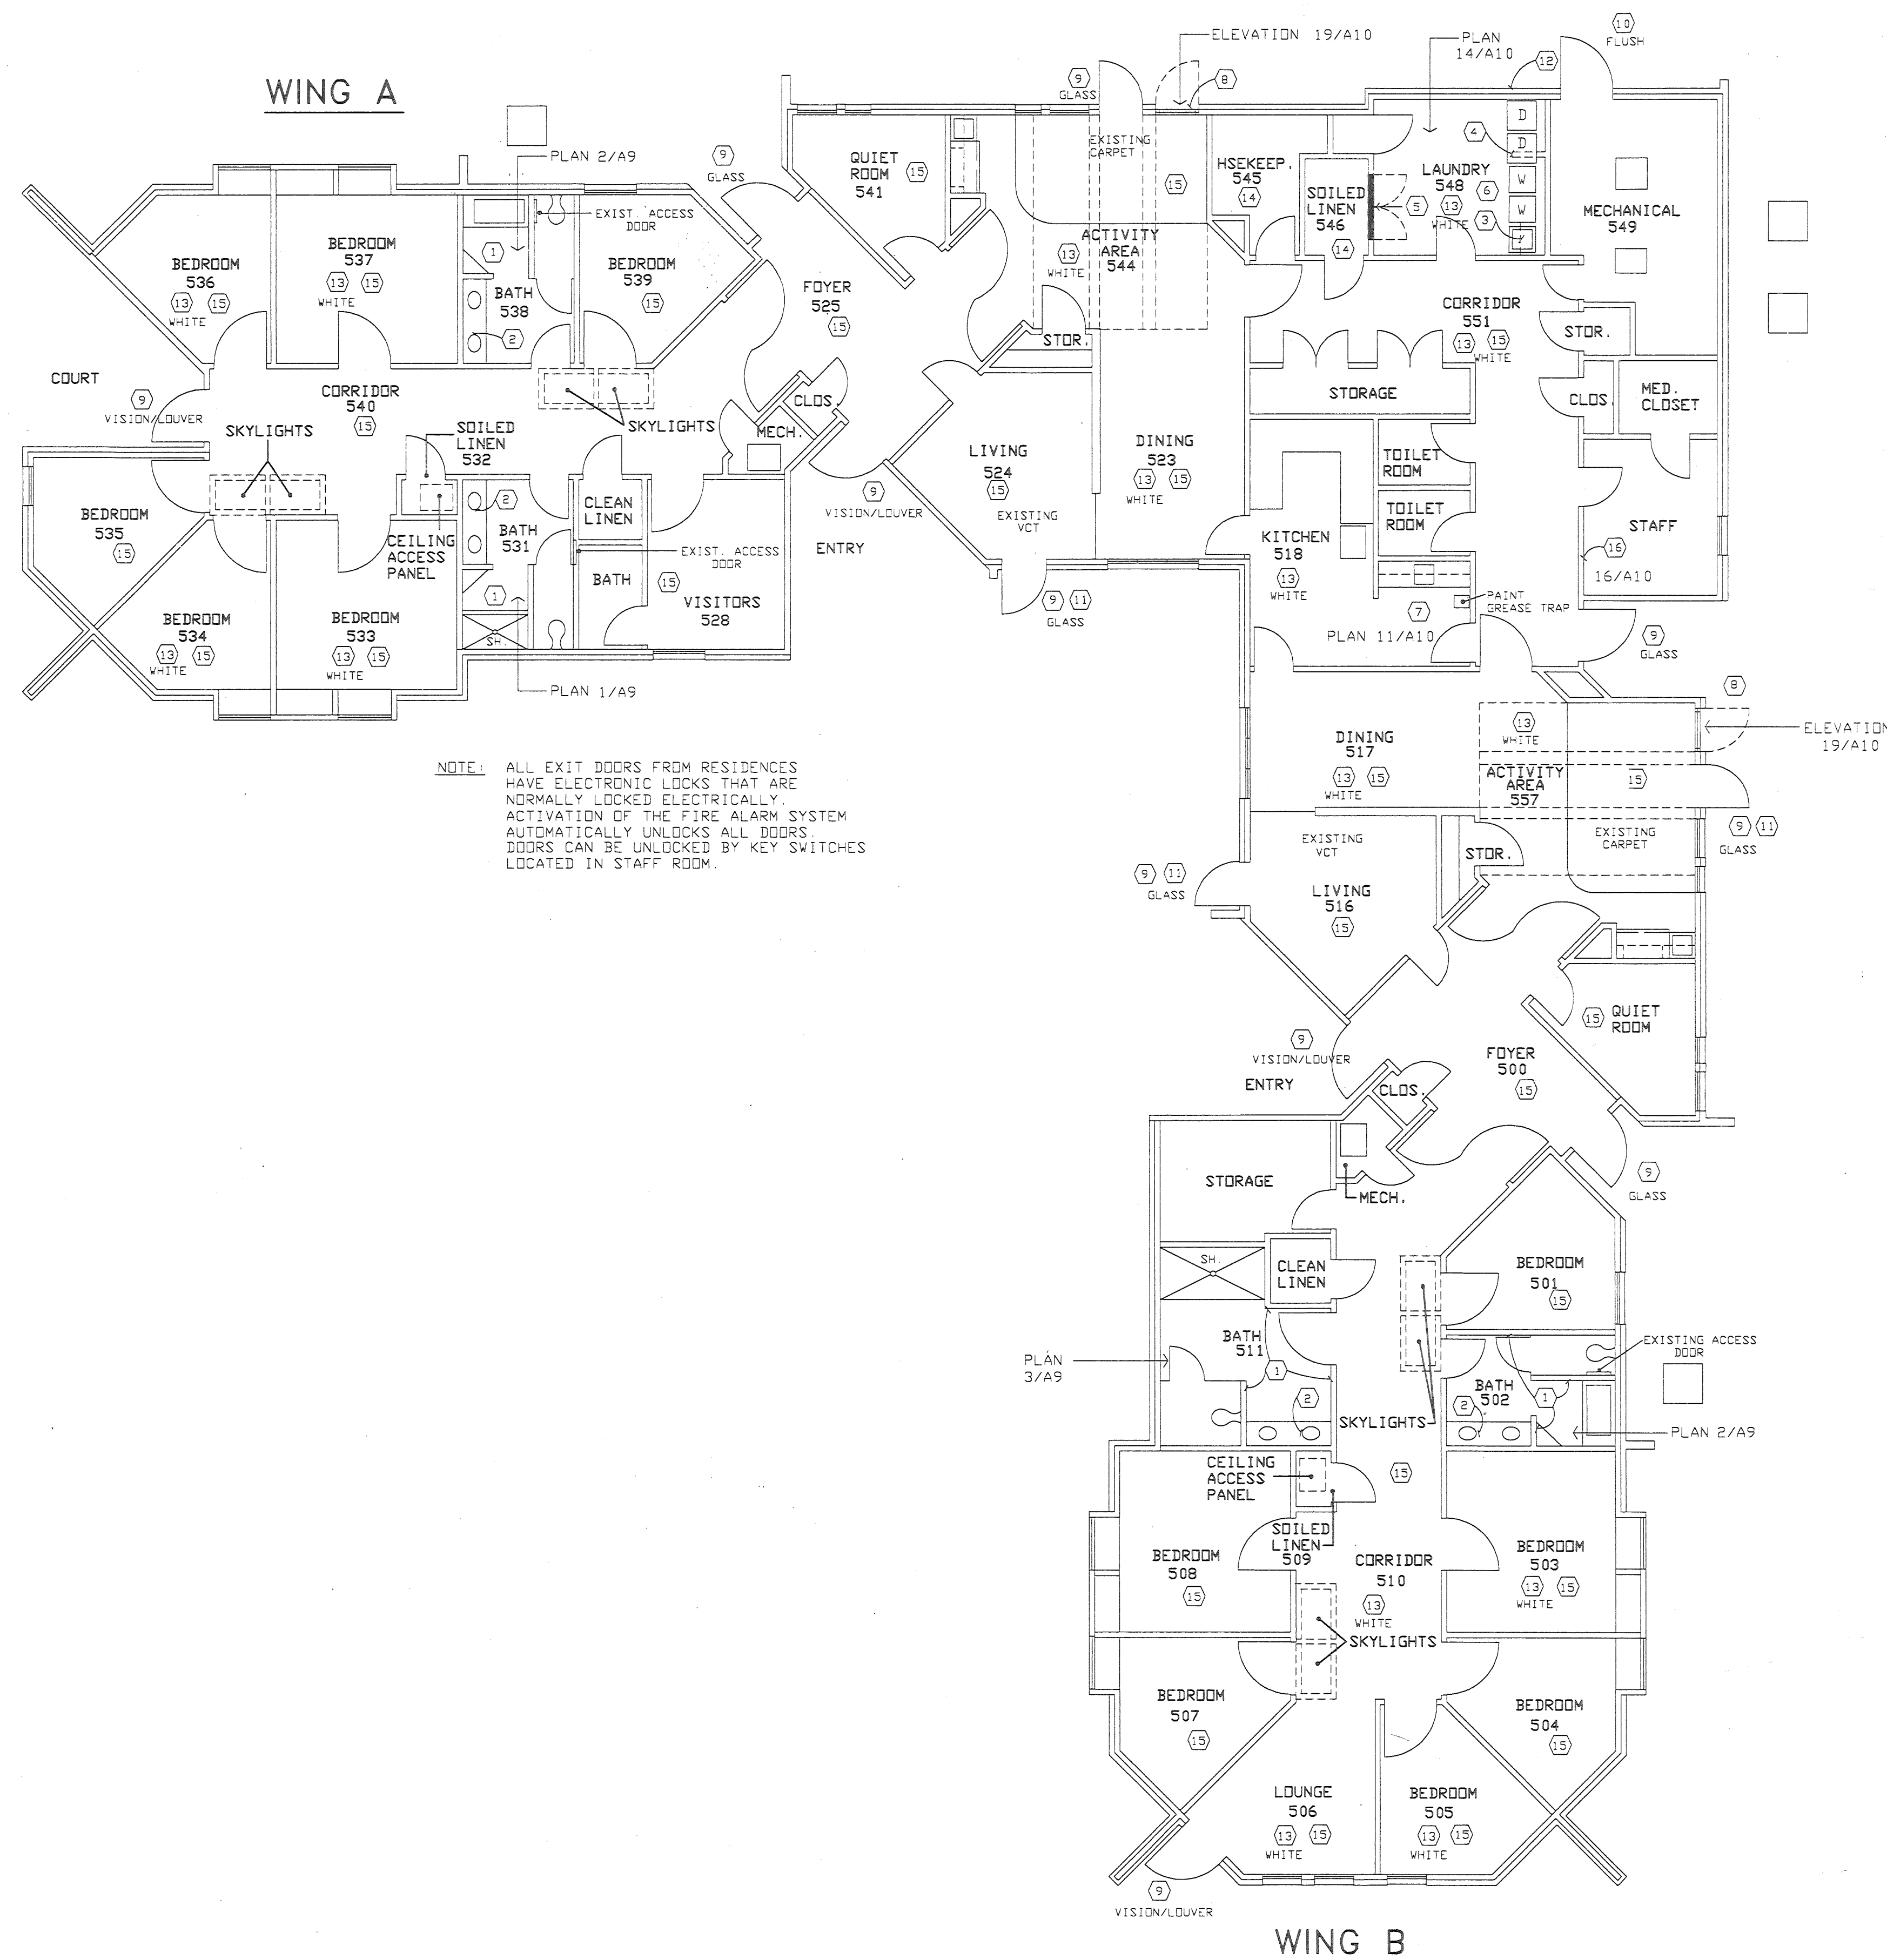 WING A
ELEVATION 19/A10
PLAN
14/A10
10
FLUSH
12
9
GLASS
8
PLAN 2/A9
9
GLASS
QUIET
ROOM
541
15
EXISTING
CARPET
15
HSEKEEP.
545
14
SOILED
LINEN
546
14
5
4
D
D
W
W
LAUNDRY
548
6
13
WHITE
3
MECHANICAL
549
EXIST. ACCESS
DOOR
BEDROOM
536
13
15
WHITE
BEDROOM
537
13
15
WHITE
1
BATH
538
2
BEDROOM
539
15
FOYER
525
15
ACTIVITY
AREA
544
13
WHITE
STOR.
CORRIDOR
551
13
15
WHITE
STOR.
COURT
9
VISION/LOUVER
CORRIDOR
540
15
SKYLIGHTS
SOILED
LINEN
532
SKYLIGHTS
CLOS.
MECH.
STORAGE
CLOS.
MED.
CLOSET
LIVING
524
15
EXISTING
VCT
DINING
523
13
15
WHITE
TOILET
ROOM
TOILET
ROOM
BEDROOM
535
15
CEILING
ACCESS
PANEL
2
BATH
531
1
CLEAN
LINEN
BATH
EXIST. ACCESS
DOOR
15
VISITORS
528
9
VISION/LOUVER
ENTRY
KITCHEN
518
13
WHITE
STAFF
16
16/A10
PAINT
GREASE TRAP
7
PLAN 11/A10
9
11
GLASS
9
GLASS
BEDROOM
534
13
15
WHITE
BEDROOM
533
13
15
WHITE
SH.
PLAN 1/A9
8
ELEVATION
19/A10
NOTE: ALL EXIT DOORS FROM RESIDENCES
HAVE ELECTRONIC LOCKS THAT ARE
NORMALLY LOCKED ELECTRICALLY.
ACTIVATION OF THE FIRE ALARM SYSTEM
AUTOMATICALLY UNLOCKS ALL DOORS.
DOORS CAN BE UNLOCKED BY KEY SWITCHES
LOCATED IN STAFF ROOM.
DINING
517
13
15
WHITE
13
WHITE
ACTIVITY
AREA
557
15
EXISTING
CARPET
9
11
GLASS
EXISTING
VCT
STOR.
9
11
GLASS
LIVING
516
15
15
QUIET
ROOM
9
VISION/LOUVER
ENTRY
FOYER
500
15
CLOS.
STORAGE
MECH.
9
GLASS
SH.
CLEAN
LINEN
BEDROOM
501
15
BATH
511
1
PLAN
3/A9
2
SKYLIGHTS
EXISTING ACCESS
DOOR
BATH
502
1
2
PLAN 2/A9
CEILING
ACCESS
PANEL
15
SOILED
LINEN
509
BEDROOM
508
15
CORRIDOR
510
13
WHITE
BEDROOM
503
13
15
WHITE
SKYLIGHTS
BEDROOM
507
15
BEDROOM
504
15
LOUNGE
506
13
15
WHITE
BEDROOM
505
13
15
WHITE
9
VISION/LOUVER
WING B